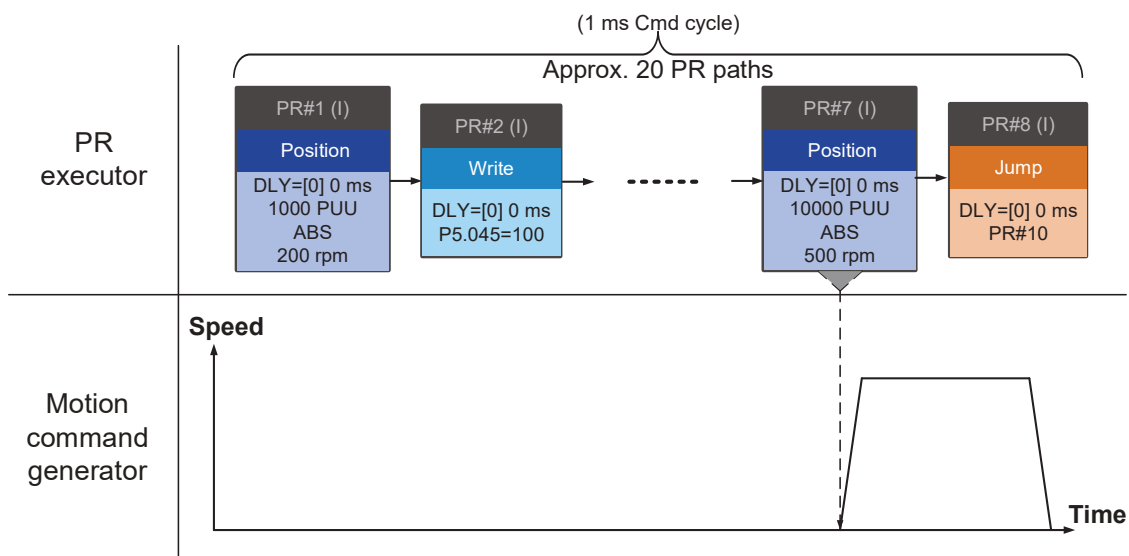 (1 ms Cmd cycle)
Approx. 20 PR paths
PR
executor
PR#1 (I)
Position
DLY=[0] 0 ms
1000 PUU
ABS
200 rpm
PR#2 (I)
Write
DLY=[0] 0 ms
P5.045=100
PR#7 (I)
Position
DLY=[0] 0 ms
10000 PUU
ABS
500 rpm
PR#8 (I)
Jump
DLY=[0] 0 ms
PR#10
Motion
command
generator
Speed
Time